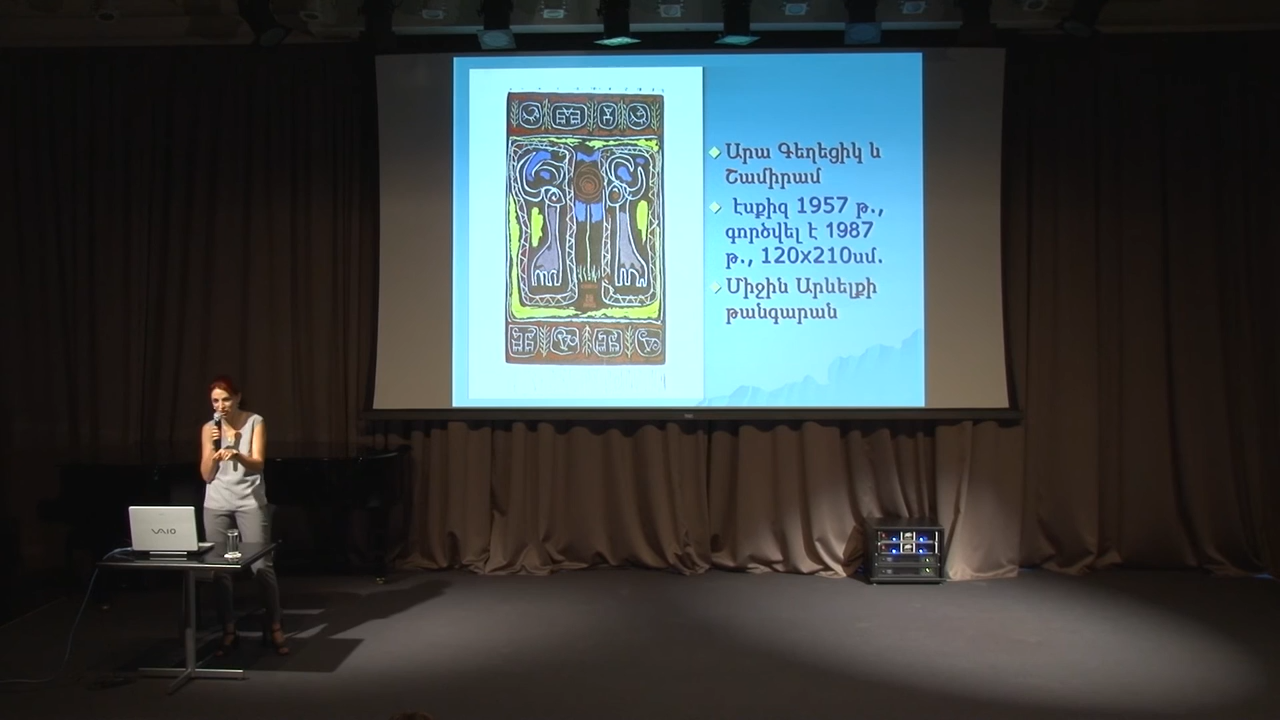 Արա Գեղեցիկ և
Շամիրամ
էսքիզ 1957 թ.,
գործվել է 1987
թ., 120x210սմ.
Միջին Արևելքի
թանգարան
VAIO